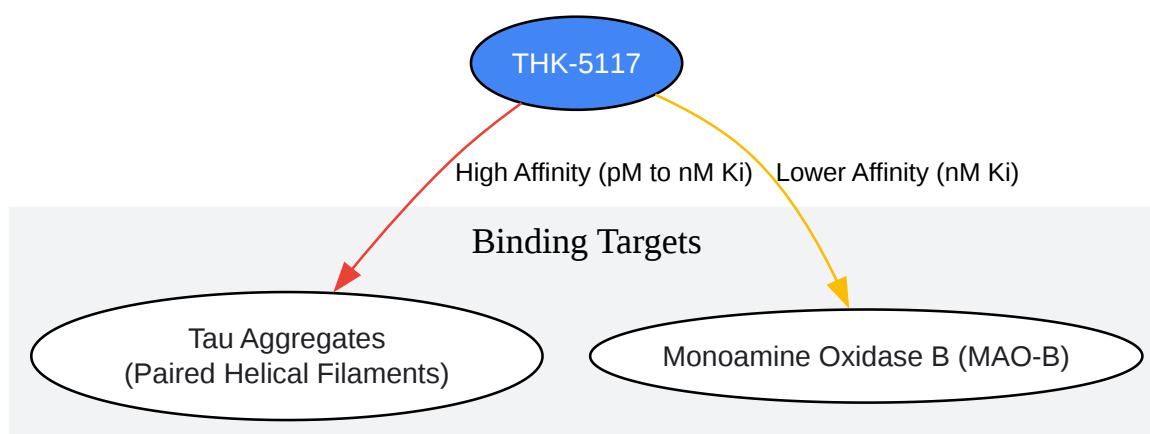 THK-5117
High Affinity (pM to nM Ki)
Lower Affinity (nM Ki)
Binding Targets
Tau Aggregates
(Paired Helical Filaments)
Monoamine Oxidase B (MAO-B)